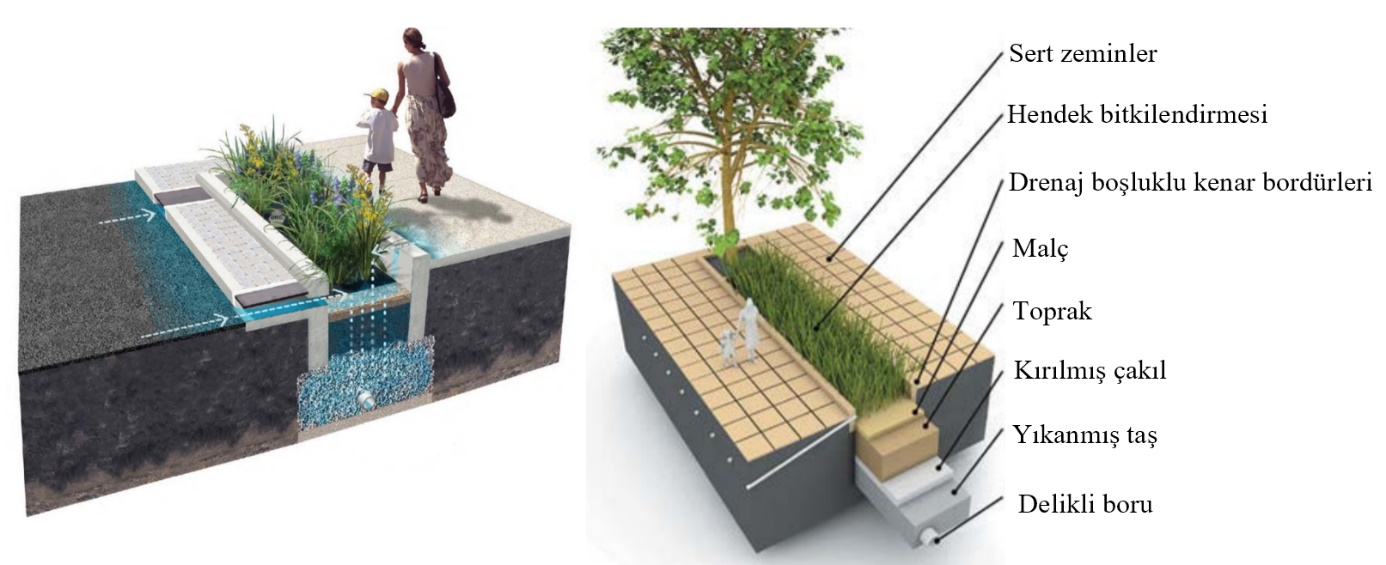 Sert zeminler
Hendek bitkilendirmesi
Drenaj boşluklu kenar bordürleri
Malç
Toprak
Kırılmış çakıl
Yıkanmış taş
Delikli boru